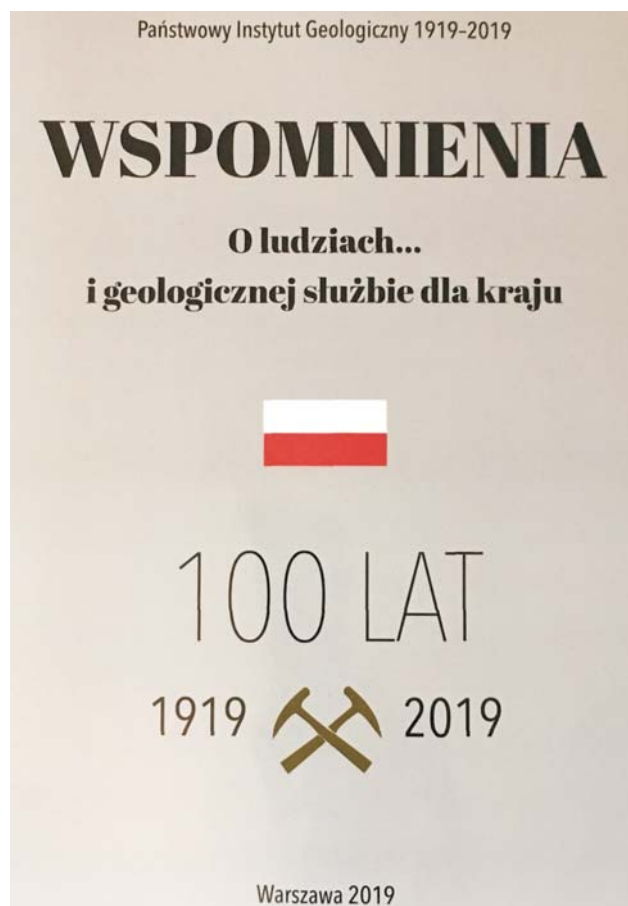 Państwowy Instytut Geologiczny 1919–2019
WSPOMNIENIA
O ludziach...
i geologicznej służbie dla kraju
100 LAT
1919 2019
Warszawa 2019